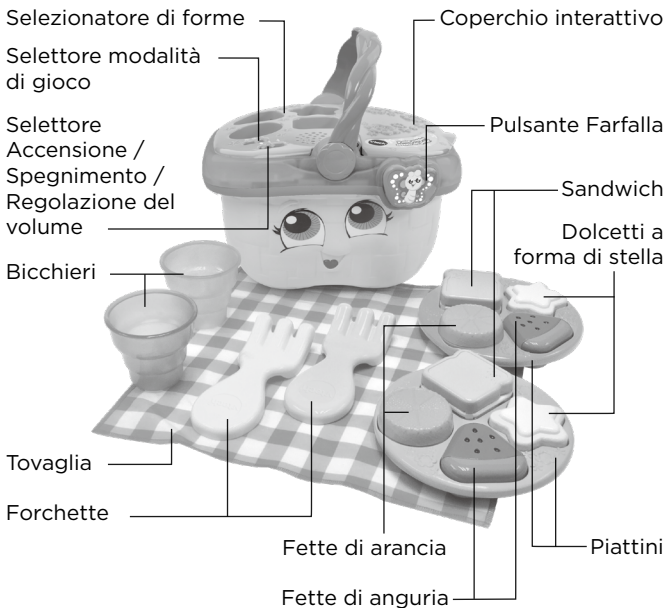 Selezionatore di forme
Coperchio interattivo
Selettore modalità
di gioco
Selettore
Accensione /
Spegnimento /
Regolazione del
volume
Pulsante Farfalla
Sandwich
Dolcetti a
forma di stella
Bicchieri
Tovaglia
Forchette
Fette di arancia
Piattini
Fette di anguria